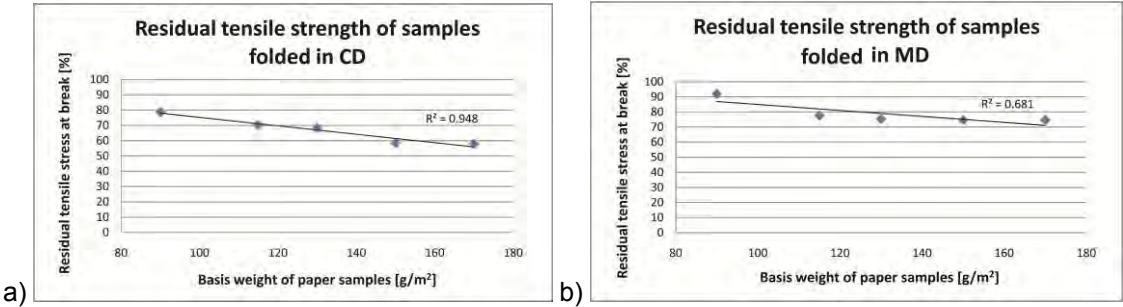 Residual tensile strength of samples
folded in CD
Residual tensile stress at break [%]
100
90
80
70
60
50
40
30
20
10
0
R² = 0.948
80
100
120
140
160
180
Basis weight of paper samples [g/m²]
a)
Residual tensile strength of samples
folded in MD
Residual tensile stress at break [%]
100
90
80
70
60
50
40
30
20
10
0
R² = 0.681
80
100
120
140
160
180
Basis weight of paper samples [g/m²]
b)